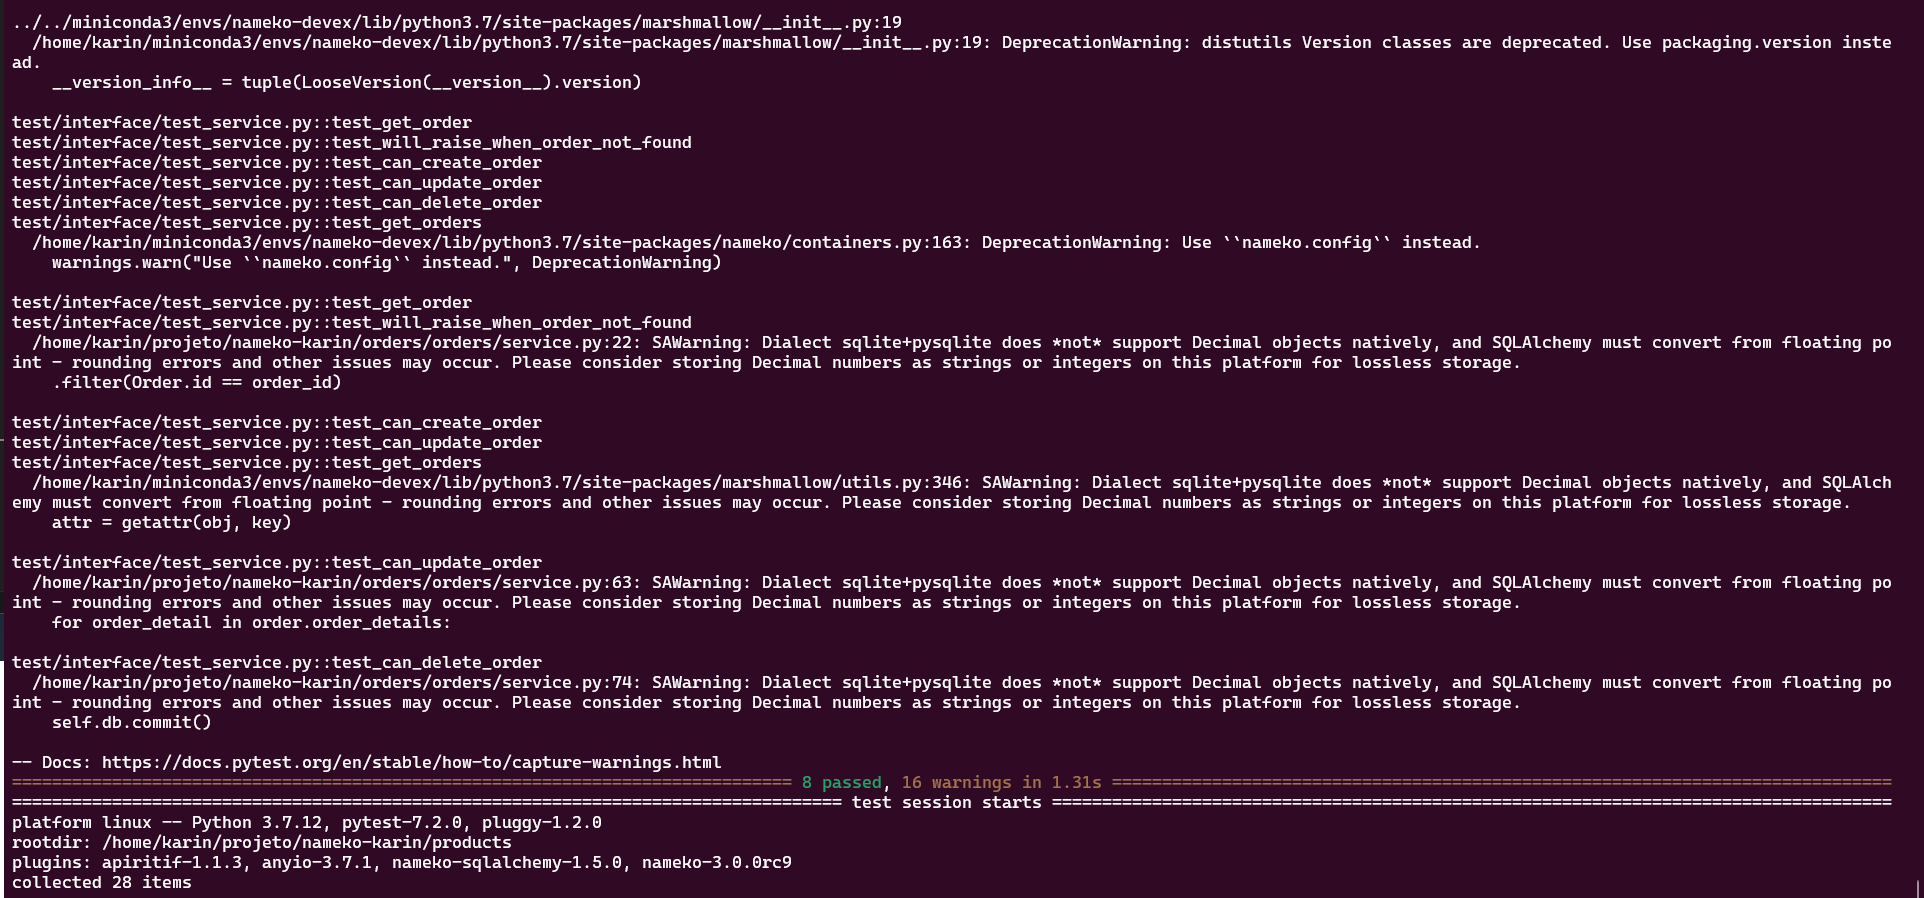 ../../miniconda3/envs/nameko-devex/lib/python3.7/site-packages/marshmallow/__init__.py:19
  /home/karin/miniconda3/envs/nameko-devex/lib/python3.7/site-packages/marshmallow/__init__.py:19: DeprecationWarning: distutils Version classes are deprecated. Use packaging.version inste
ad.
    __version_info__ = tuple(LooseVersion(__version__).version)

test/interface/test_service.py::test_get_order
test/interface/test_service.py::test_will_raise_when_order_not_found
test/interface/test_service.py::test_can_create_order
test/interface/test_service.py::test_can_update_order
test/interface/test_service.py::test_can_delete_order
test/interface/test_service.py::test_get_orders
  /home/karin/miniconda3/envs/nameko-devex/lib/python3.7/site-packages/nameko/containers.py:163: DeprecationWarning: Use ``nameko.config`` instead.
    warnings.warn("Use ``nameko.config`` instead.", DeprecationWarning)

test/interface/test_service.py::test_get_order
test/interface/test_service.py::test_will_raise_when_order_not_found
  /home/karin/projeto/nameko-karin/orders/orders/service.py:22: SAWarning: Dialect sqlite+pysqlite does *not* support Decimal objects natively, and SQLAlchemy must convert from floating po
int - rounding errors and other issues may occur. Please consider storing Decimal numbers as strings or integers on this platform for lossless storage.
    .filter(Order.id == order_id)

test/interface/test_service.py::test_can_create_order
test/interface/test_service.py::test_can_update_order
test/interface/test_service.py::test_get_orders
  /home/karin/miniconda3/envs/nameko-devex/lib/python3.7/site-packages/marshmallow/utils.py:346: SAWarning: Dialect sqlite+pysqlite does *not* support Decimal objects natively, and SQLAlch
emy must convert from floating point - rounding errors and other issues may occur. Please consider storing Decimal numbers as strings or integers on this platform for lossless storage.
    attr = getattr(obj, key)

test/interface/test_service.py::test_can_update_order
  /home/karin/projeto/nameko-karin/orders/orders/service.py:63: SAWarning: Dialect sqlite+pysqlite does *not* support Decimal objects natively, and SQLAlchemy must convert from floating po
int - rounding errors and other issues may occur. Please consider storing Decimal numbers as strings or integers on this platform for lossless storage.
    for order_detail in order.order_details:

test/interface/test_service.py::test_can_delete_order
  /home/karin/projeto/nameko-karin/orders/orders/service.py:74: SAWarning: Dialect sqlite+pysqlite does *not* support Decimal objects natively, and SQLAlchemy must convert from floating po
int - rounding errors and other issues may occur. Please consider storing Decimal numbers as strings or integers on this platform for lossless storage.
    self.db.commit()

-- Docs: https://docs.pytest.org/en/stable/how-to/capture-warnings.html
============================================================================== 8 passed, 16 warnings in 1.31s ==============================================================================
=================================================================================== test session starts ====================================================================================
platform linux -- Python 3.7.12, pytest-7.2.0, pluggy-1.2.0
rootdir: /home/karin/projeto/nameko-karin/products
plugins: apiritif-1.1.3, anyio-3.7.1, nameko-sqlalchemy-1.5.0, nameko-3.0.0rc9
collected 28 items